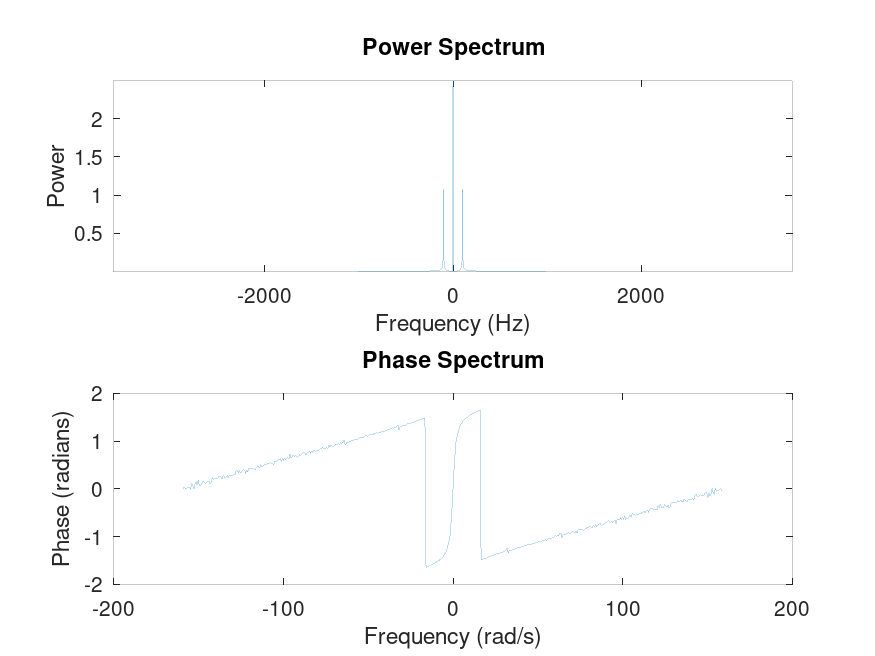 Power Spectrum
2
1.5
1
0.5
Power
-2000
0
2000
Frequency (Hz)
Phase Spectrum
2
1
0
-1
-2
Phase (radians)
-200
-100
0
100
200
Frequency (rad/s)